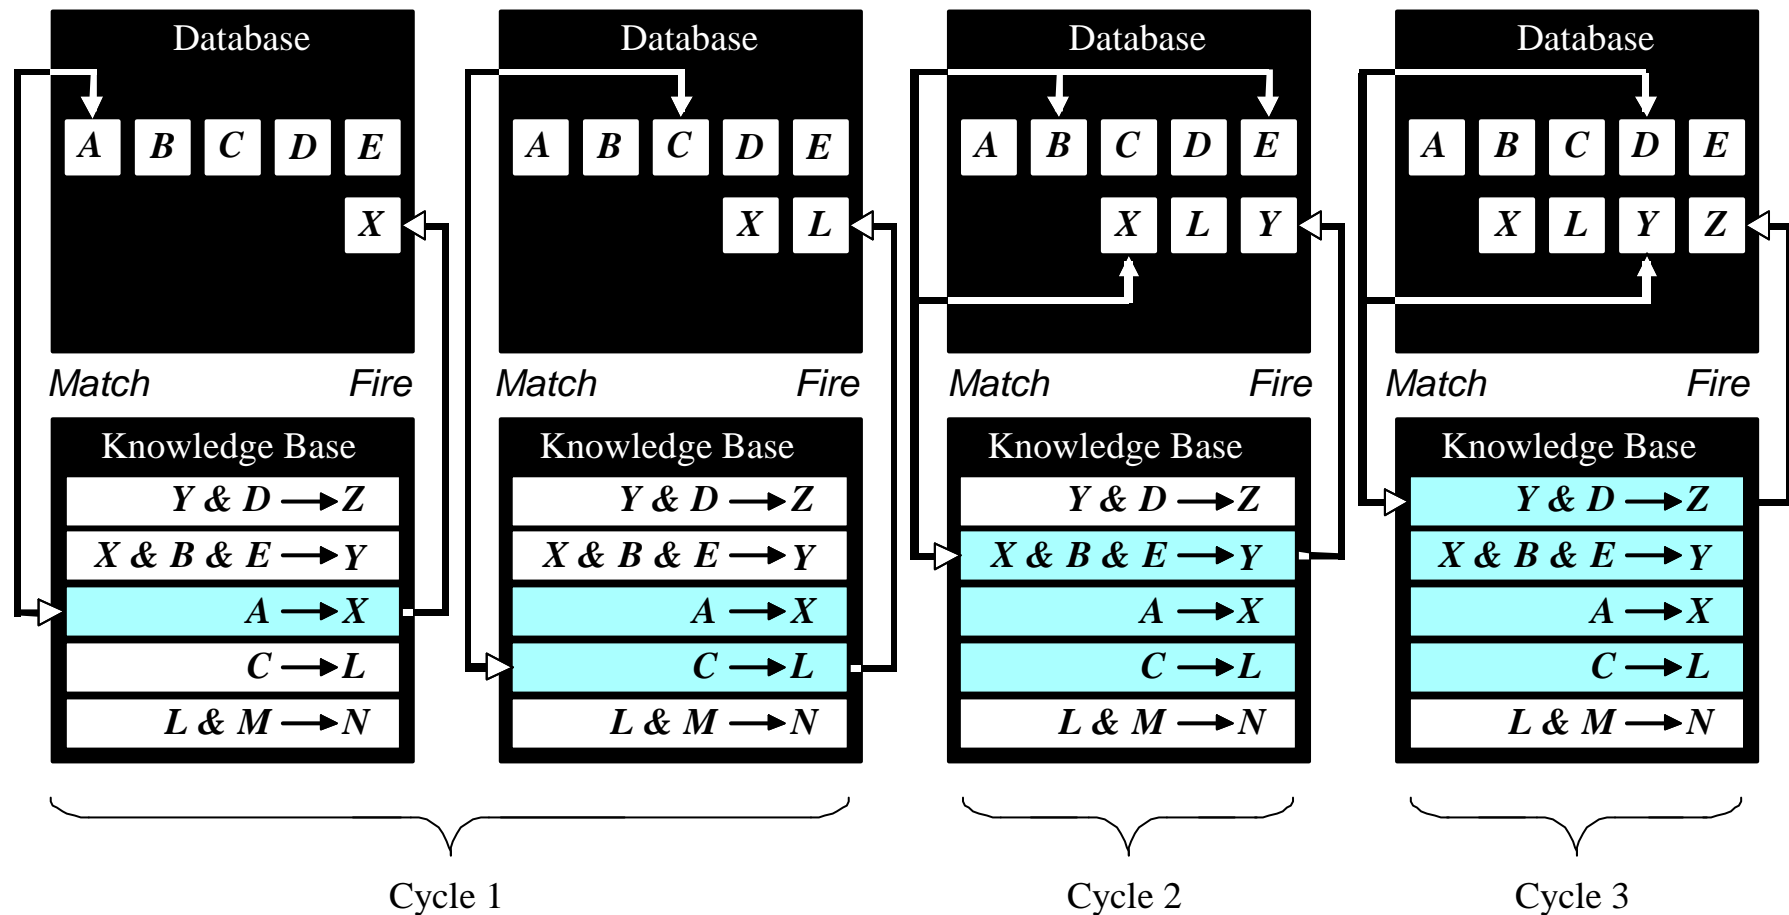 Database
A B C D E
X
Match Fire
Knowledge Base
Y & D → Z
X & B & E → Y
A → X
C → L
L & M → N
Database
A B C D E
X L
Match Fire
Knowledge Base
Y & D → Z
X & B & E → Y
A → X
C → L
L & M → N
Cycle 1
Database
A B C D E
X L Y
Match Fire
Knowledge Base
Y & D → Z
X & B & E → Y
A → X
C → L
L & M → N
Cycle 2
Database
A B C D E
X L Y Z
Match Fire
Knowledge Base
Y & D → Z
X & B & E → Y
A → X
C → L
L & M → N
Cycle 3